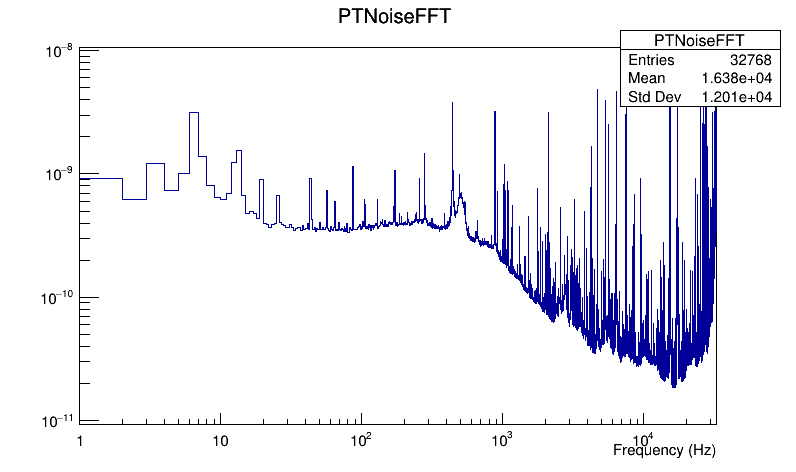 PTNoiseFFT
PTNoiseFFT
Entries 32768
Mean 1.638e+04
Std Dev 1.201e+04
10⁻⁸
10⁻⁹
10⁻¹⁰
10⁻¹¹
1 10 10² 10³ 10⁴
Frequency (Hz)